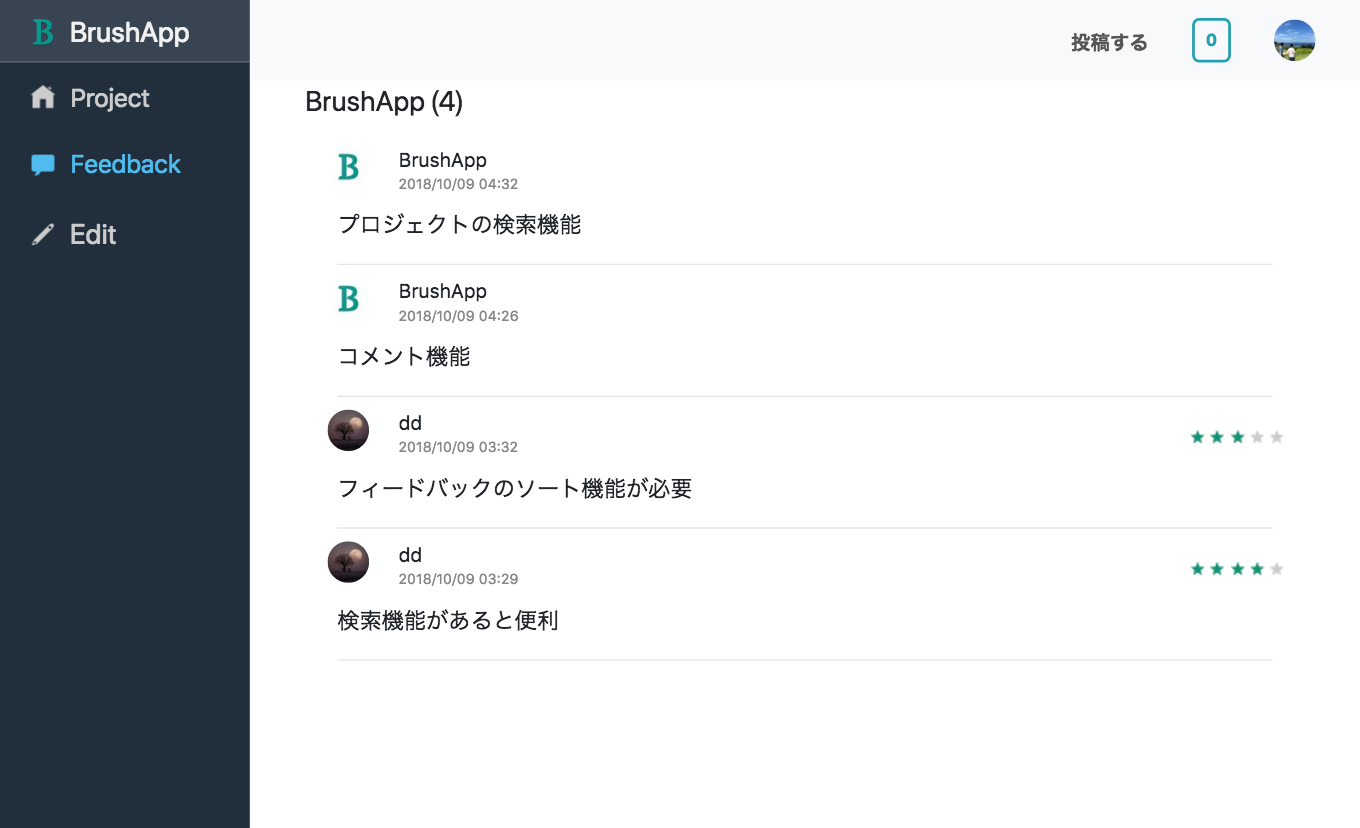 B BrushApp
Project
Feedback
Edit
投稿する
0
BrushApp (4)
B BrushApp
2018/10/09 04:32
プロジェクトの検索機能
B BrushApp
2018/10/09 04:26
コメント機能
dd
2018/10/09 03:32
フィードバックのソート機能が必要
dd
2018/10/09 03:29
検索機能があると便利